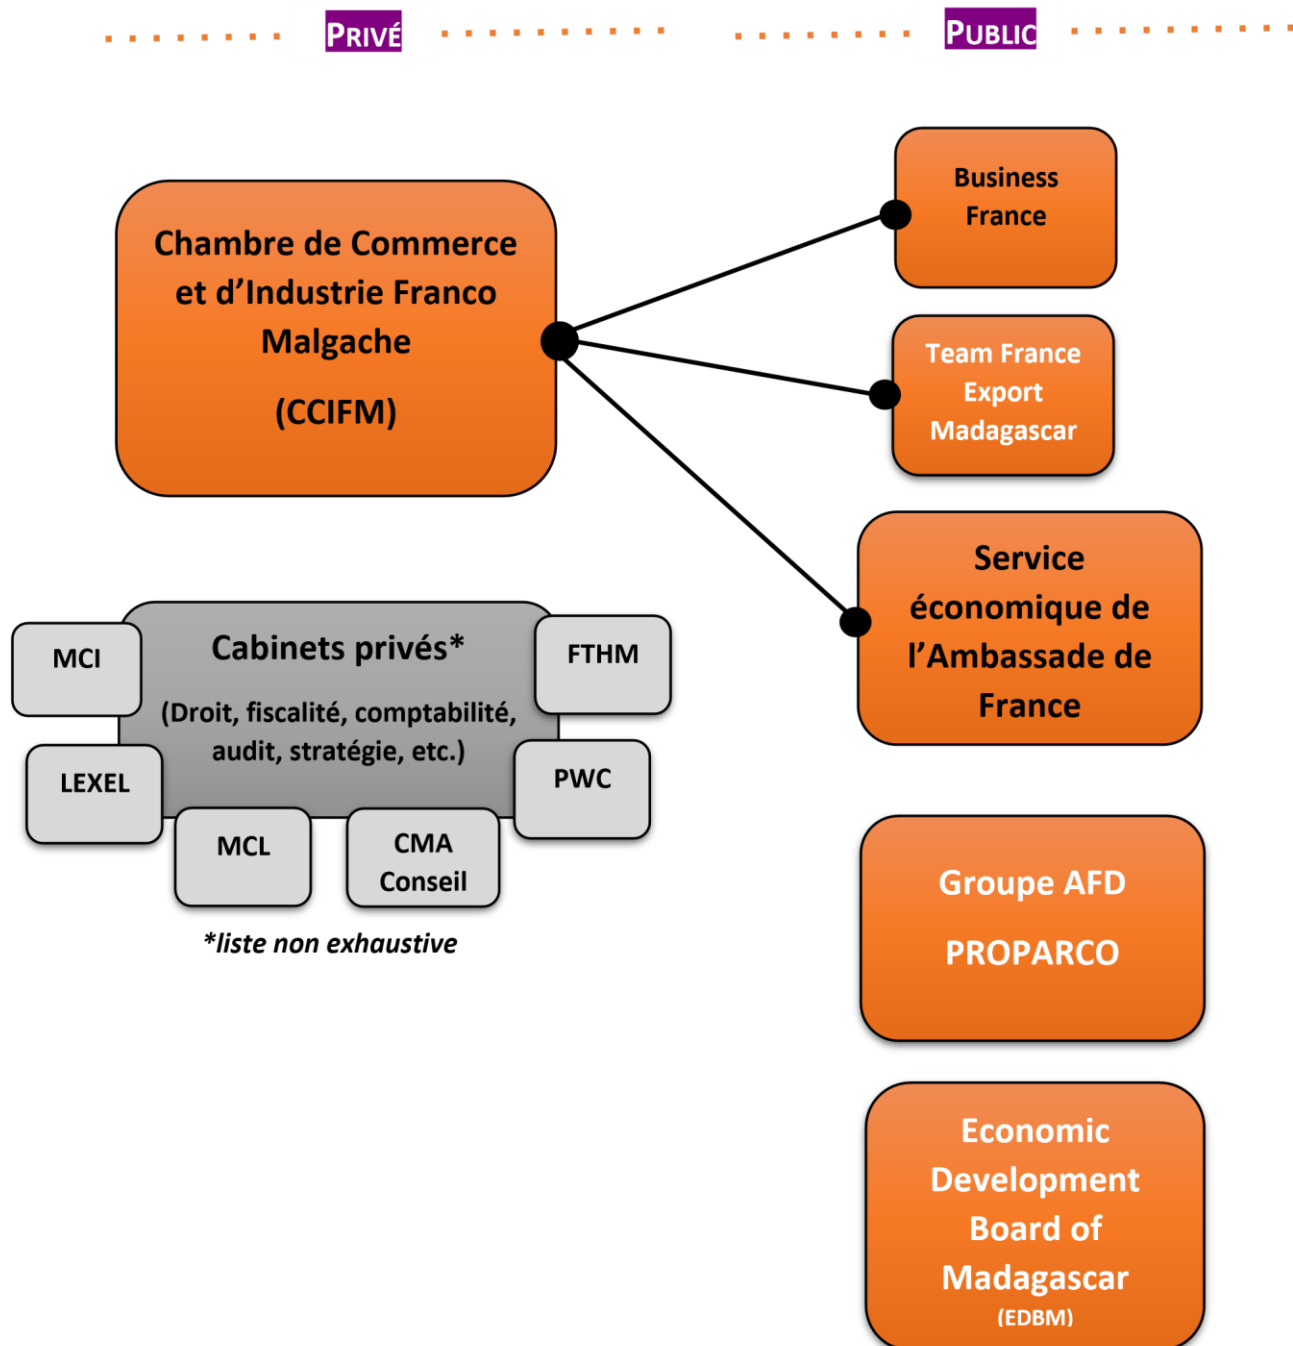 PRIVÉ
PUBLIC
Chambre de Commerce
et d’Industrie Franco
Malgache
(CCIFM)
Business
France
Team France
Export
Madagascar
Service
économique de
l’Ambassade de
France
Cabinets privés*
(Droit, fiscalité, comptabilité,
audit, stratégie, etc.)
MCI
FTHM
LEXEL
PWC
MCL
CMA
Conseil
*liste non exhaustive
Groupe AFD
PROPARCO
Economic
Development
Board of
Madagascar
(EDBM)